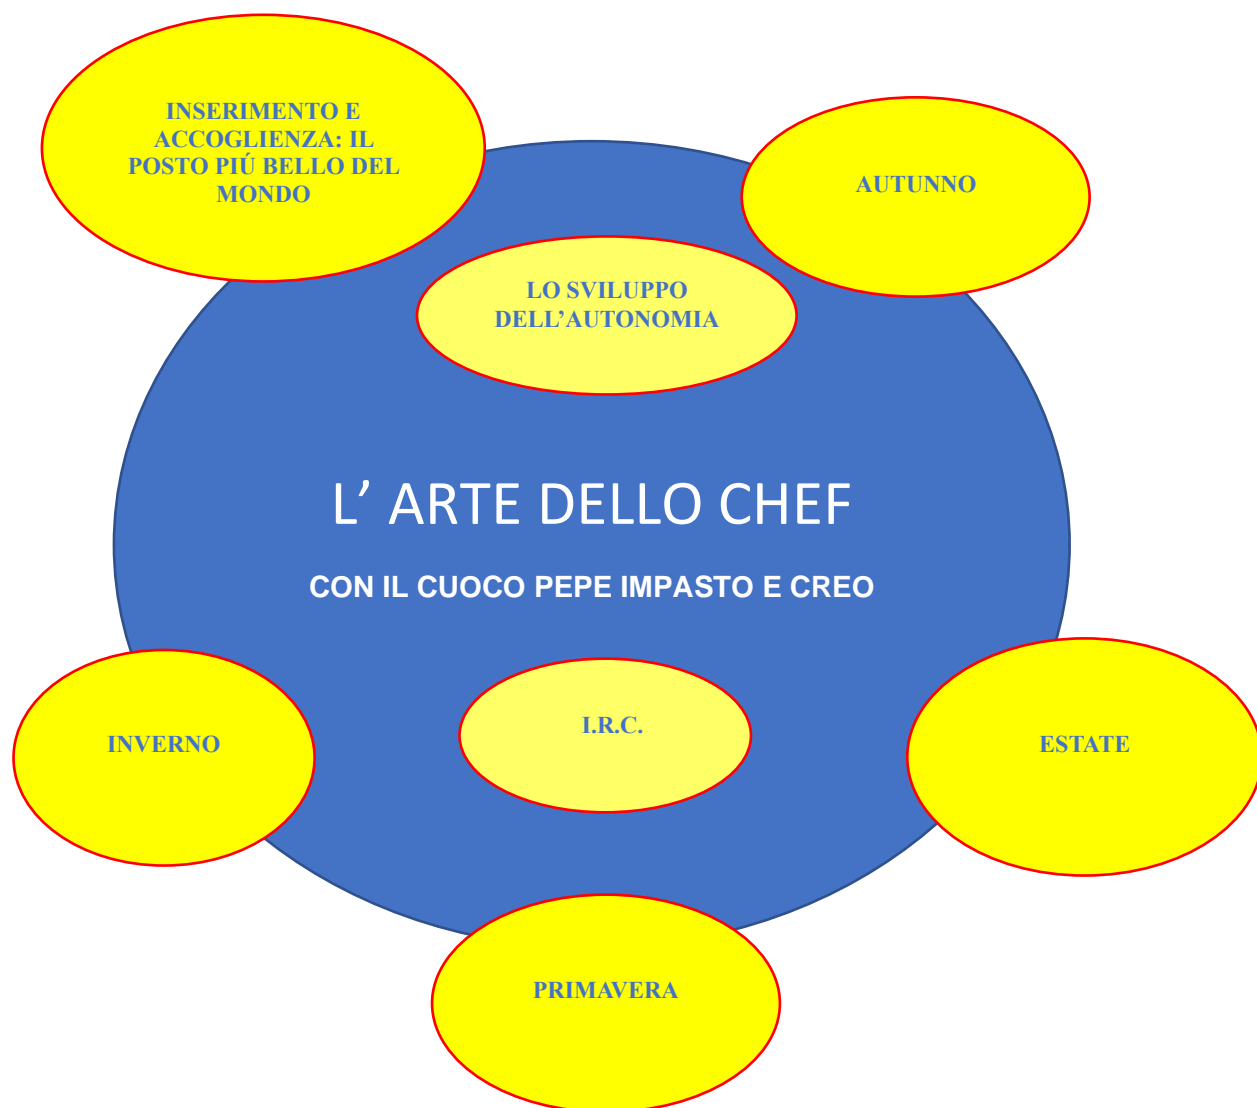 INSERIMENTO E
ACCOGLIENZA: IL
POSTO PIÚ BELLO DEL
MONDO
AUTUNNO
LO SVILUPPO
DELL’AUTONOMIA
L’ ARTE DELLO CHEF
CON IL CUOCO PEPE IMPASTO E CREO
I.R.C.
INVERNO
ESTATE
PRIMAVERA